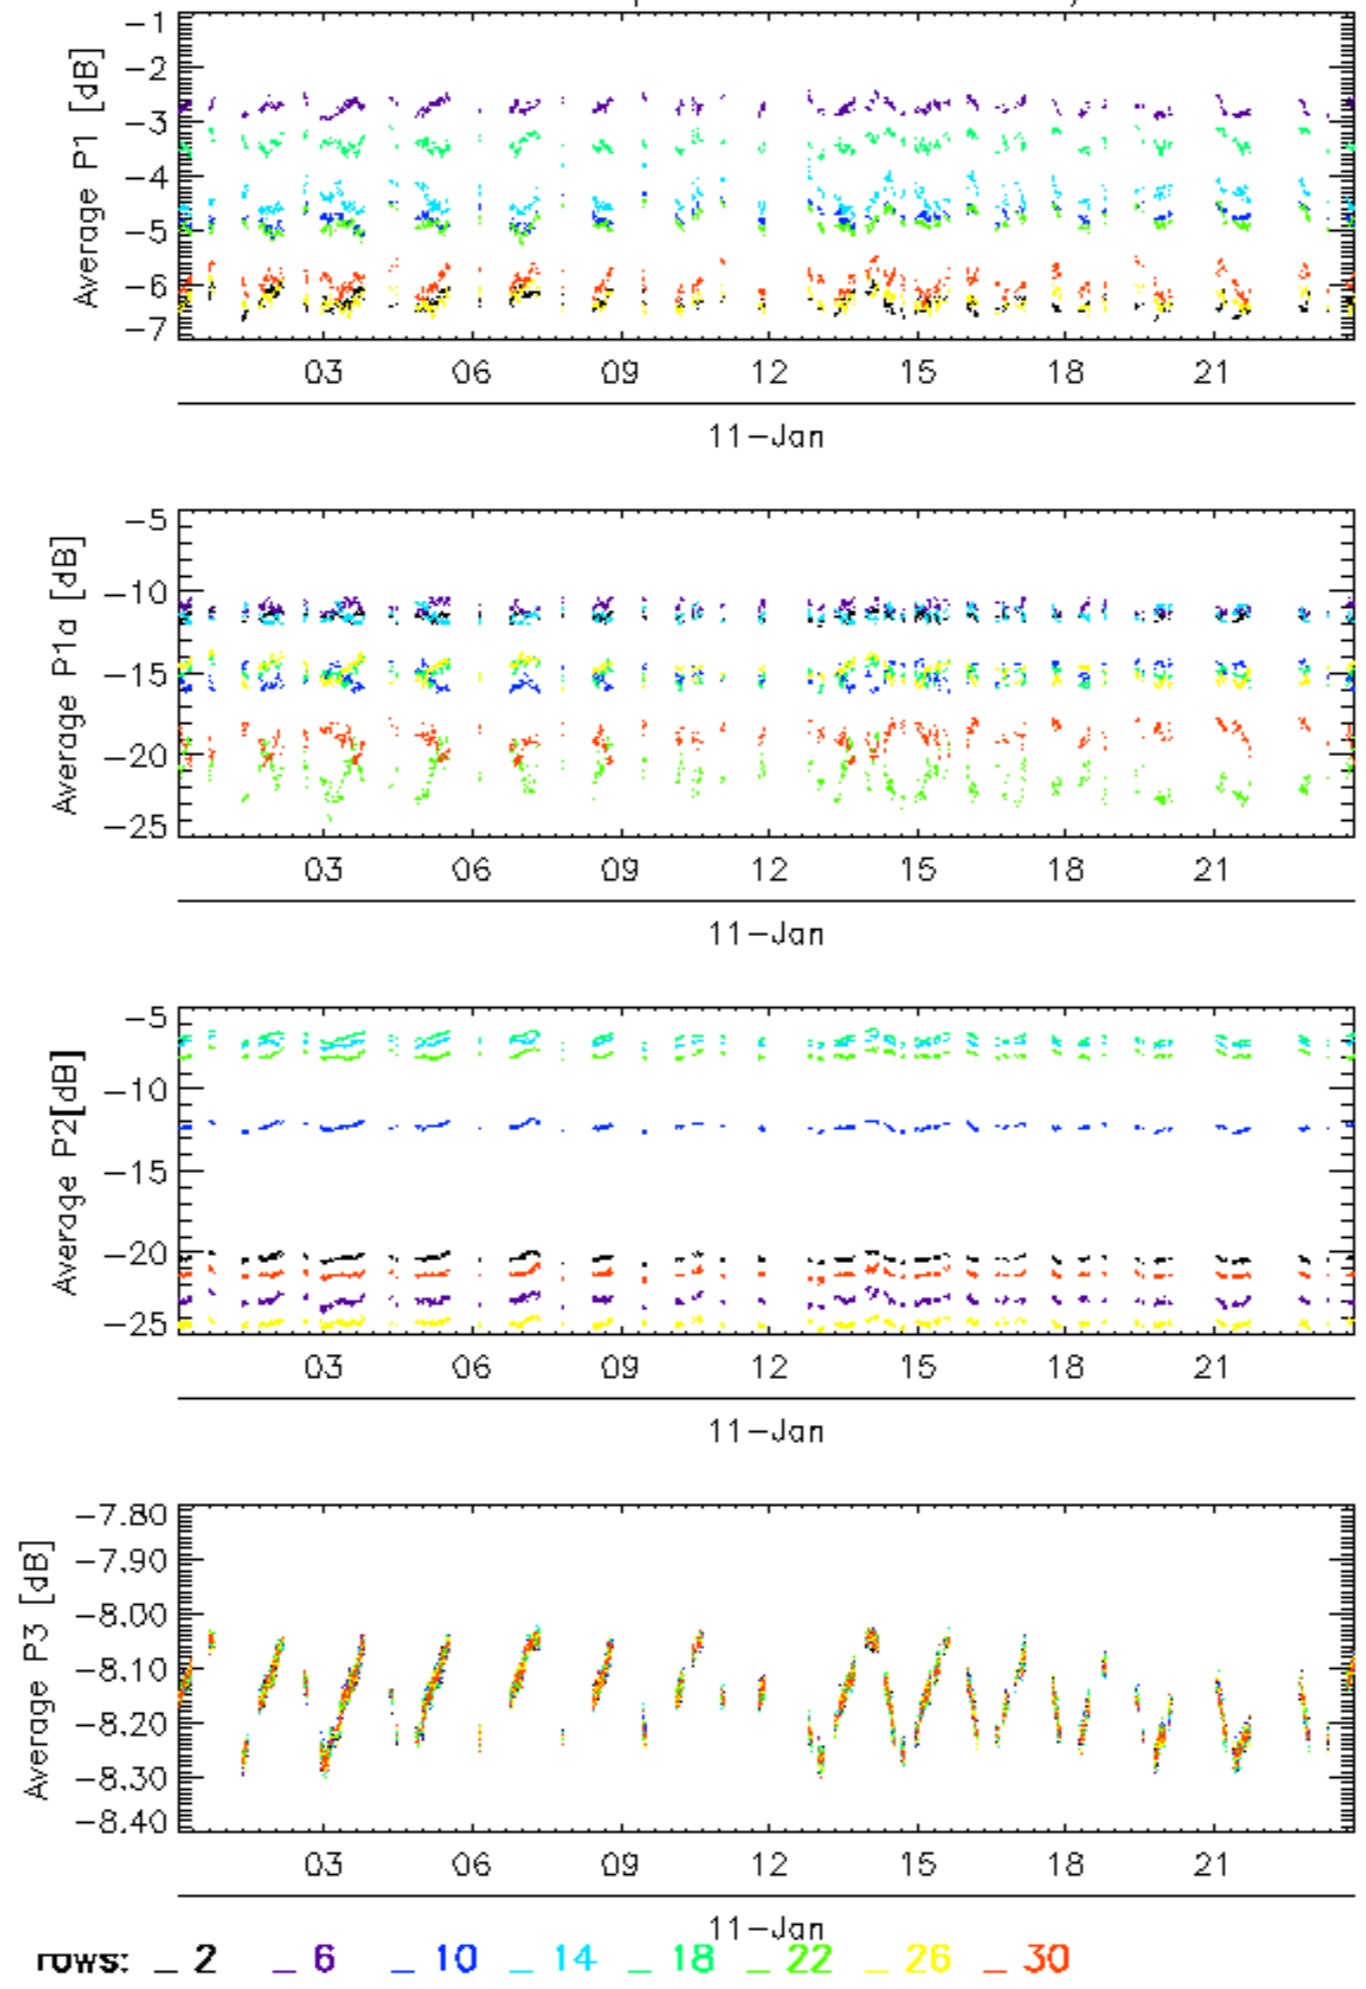 Average P1 [dB]
-1
-2
-3
-4
-5
-6
-7
03 06 09 12 15 18 21
11-Jan
Average P1a [dB]
-5
-10
-15
-20
-25
03 06 09 12 15 18 21
11-Jan
Average P2[dB]
-5
-10
-15
-20
-25
03 06 09 12 15 18 21
11-Jan
Average P3 [dB]
-7.80
-7.90
-8.00
-8.10
-8.20
-8.30
-8.40
03 06 09 12 15 18 21
11-Jan
rows: _ 2 _ 6 _ 10 _ 14 _ 18 _ 22 _ 26 _ 30